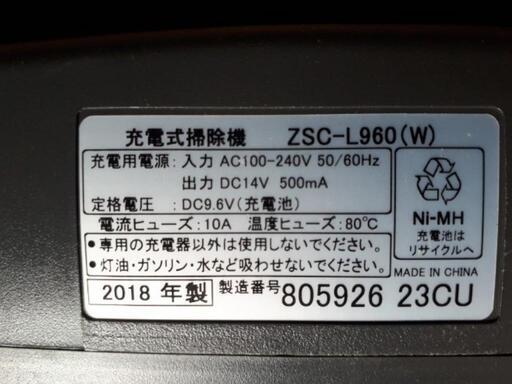 充電式掃除機 ZSC-L960(W)
充電用電源:入力 AC100-240V 50/60Hz
出力 DC14V 500mA
定格電圧:DC9.6V(充電池)
電流ヒューズ:10A 温度ヒューズ:80℃
●専用の充電器以外は使用しないでください。
●灯油・ガソリン・水など吸わせないでください。
2018 年製 製造番号 805926 23CU
Ni-MH
充電池は
リサイクルへ
MADE IN CHINA